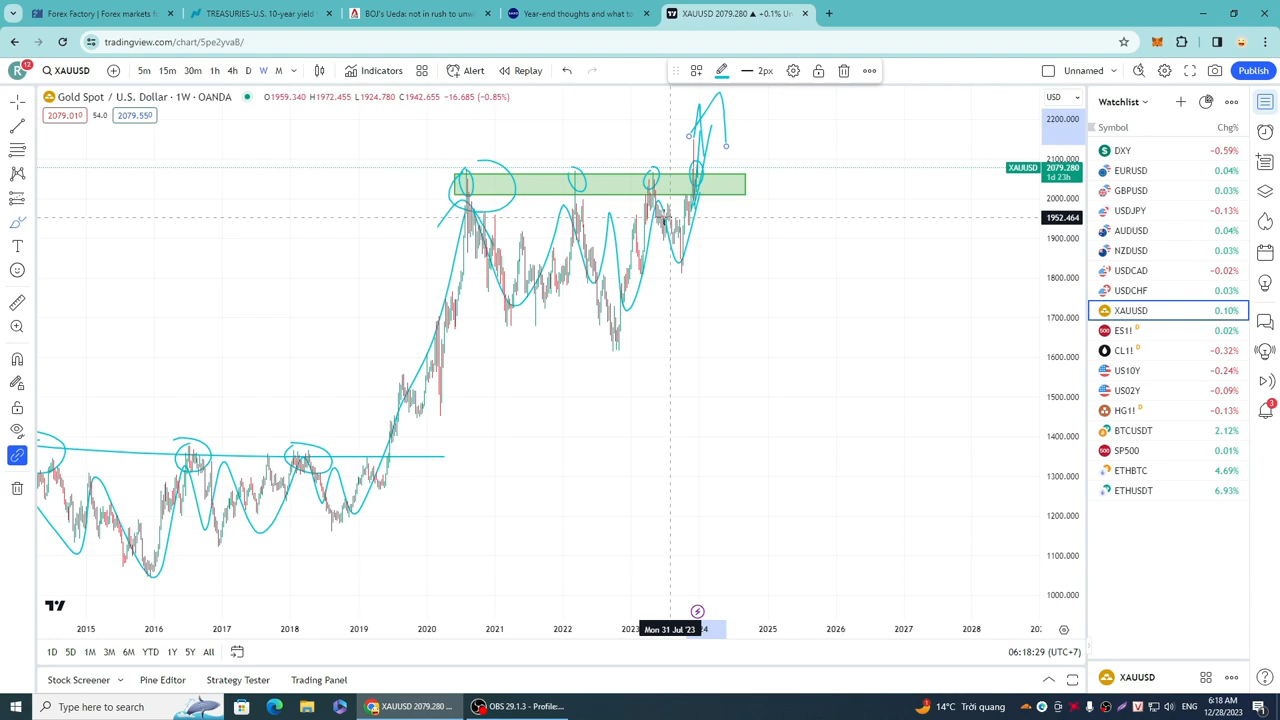 Forex Factory | Forex markets f
TREASURIES-U.S. 10-year yield
BOJ's Ueda: not in rush to unwi
Year-end thoughts and what to e
XAUUSD 2079.280 ▲ +0.1% Un
tradingview.com/chart/5pe2yvaB/
R 12 XAUUSD 5m 15m 30m 1h 4h D W M Indicators Alert Replay 2px Unnamed Publish
Gold Spot / U.S. Dollar · 1W · OANDA O1959.340 H1972.455 L1924.780 C1942.655 −16.685 (−0.85%)
2079.010 54.0 2079.550
USD
2200.000
2100.000
XAUUSD 2079.280
1d 23h
2000.000
1952.464
1900.000
1800.000
1700.000
1600.000
1500.000
1400.000
1300.000
1200.000
1100.000
1000.000
2015 2016 2017 2018 2019 2020 2021 2022 2023 Mon 31 Jul '23 24 2025 2026 2027 2028
1D 5D 1M 3M 6M YTD 1Y 5Y All 06:18:29 (UTC+7)
Stock Screener Pine Editor Strategy Tester Trading Panel
Watchlist
Symbol Chg%
DXY −0.59%
EURUSD 0.04%
GBPUSD 0.03%
USDJPY −0.13%
AUDUSD 0.04%
NZDUSD 0.03%
USDCAD −0.02%
USDCHF 0.03%
XAUUSD 0.10%
ES1! D 0.02%
CL1! D −0.32%
US10Y −0.24%
US02Y −0.09%
HG1! D −0.13%
BTCUSDT 2.12%
SP500 0.01%
ETHBTC 4.69%
ETHUSDT 6.93%
3
XAUUSD
Type here to search
XAUUSD 2079.280 ...
OBS 29.1.3 - Profile:...
14°C Trời quang
6:18 AM
12/28/2023